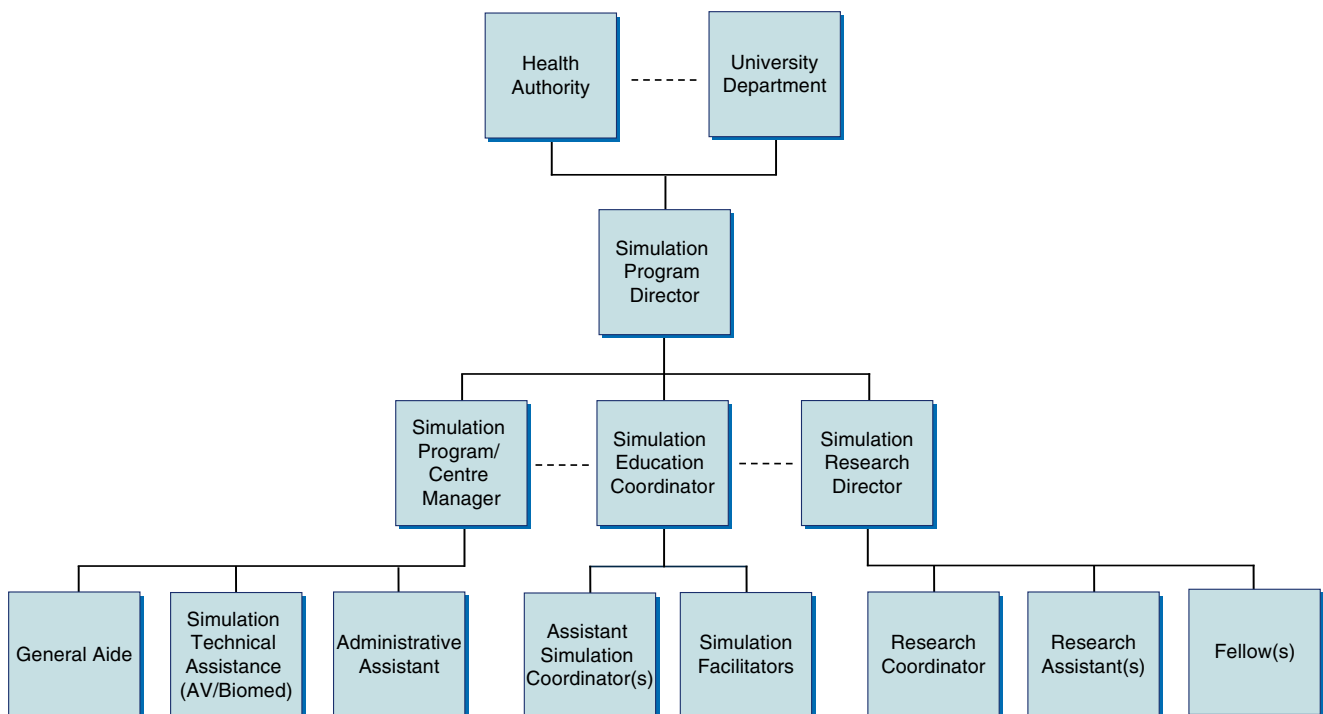 Health
Authority
University
Department
Simulation
Program
Director
Simulation
Program/
Centre
Manager
Simulation
Education
Coordinator
Simulation
Research
Director
General Aide
Simulation
Technical
Assistance
(AV/Biomed)
Administrative
Assistant
Assistant
Simulation
Coordinator(s)
Simulation
Facilitators
Research
Coordinator
Research
Assistant(s)
Fellow(s)